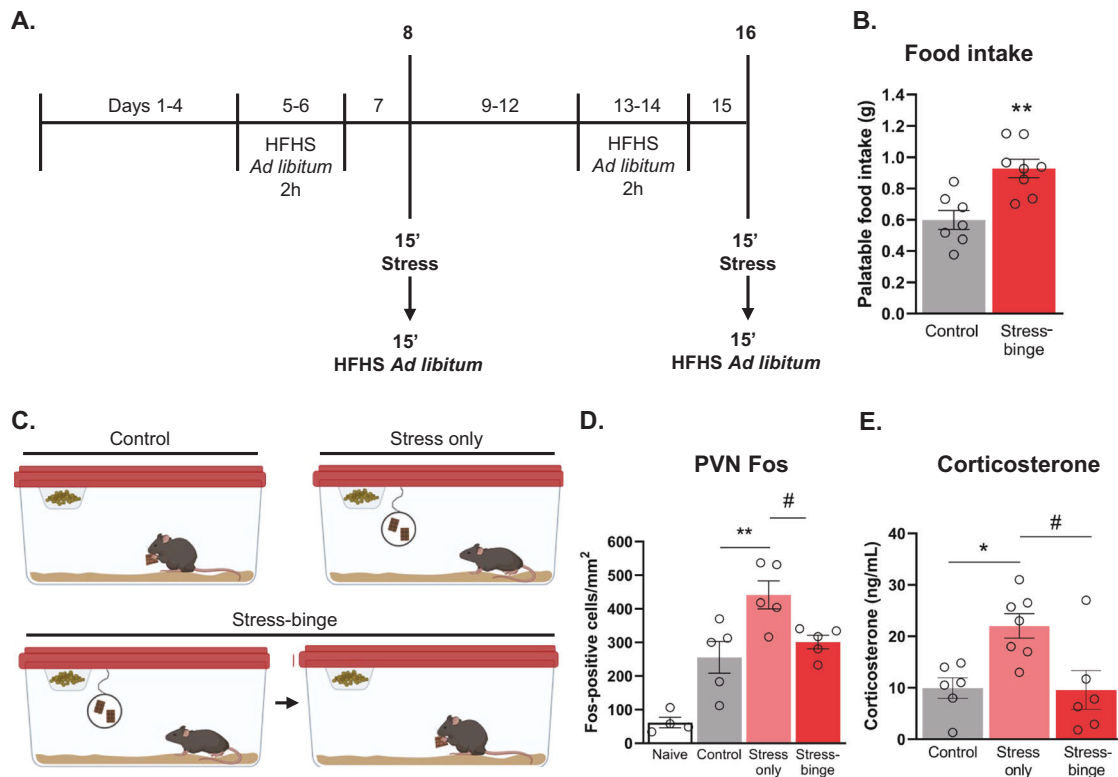 A.
8
16
Days 1-4
5-6
7
9-12
13-14
15
HFHS
Ad libitum
2h
HFHS
Ad libitum
2h
15'
Stress
15'
HFHS Ad libitum
15'
Stress
15'
HFHS Ad libitum
B.
Food intake
**
Palatable food intake (g)
1.4
1.2
1.0
0.8
0.6
0.4
0.2
0.0
Control
Stress-
binge
C.
Control
Stress only
Stress-binge
D.
PVN Fos
#
**
Fos-positive cells/mm²
600
500
400
300
200
100
0
Naive
Control
Stress
only
Stress-
binge
E.
Corticosterone
#
*
Corticosterone (ng/mL)
40
30
20
10
0
Control
Stress
only
Stress-
binge